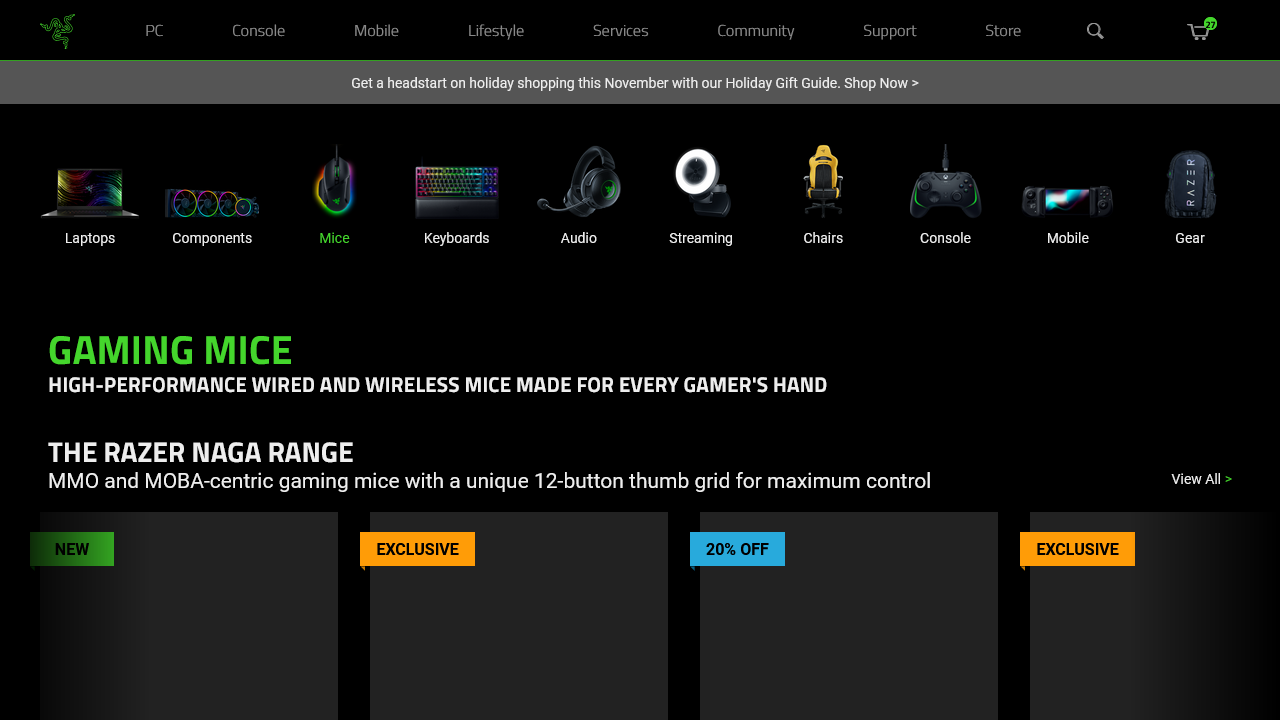 PC
Console
Mobile
Lifestyle
Services
Community
Support
Store
27
Get a headstart on holiday shopping this November with our Holiday Gift Guide. Shop Now >
Laptops
Components
Mice
Keyboards
Audio
Streaming
Chairs
Console
Mobile
RAZER
Gear
GAMING MICE
HIGH-PERFORMANCE WIRED AND WIRELESS MICE MADE FOR EVERY GAMER'S HAND
THE RAZER NAGA RANGE
MMO and MOBA-centric gaming mice with a unique 12-button thumb grid for maximum control
View All >
NEW
EXCLUSIVE
20% OFF
EXCLUSIVE